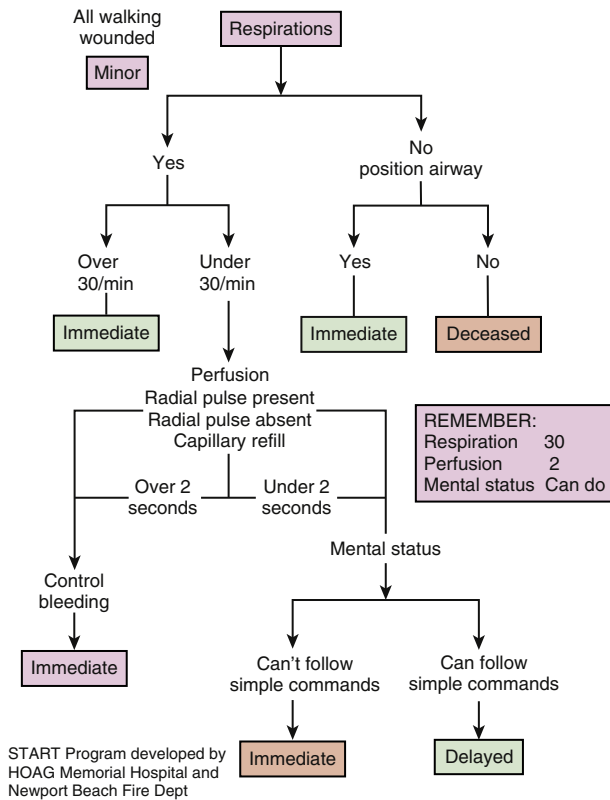 All walking
wounded
Minor
Respirations
Yes
No
position airway
Over
30/min
Under
30/min
Yes
No
Immediate
Immediate
Deceased
Perfusion
Radial pulse present
Radial pulse absent
Capillary refill
REMEMBER:
Respiration 30
Perfusion 2
Mental status Can do
Over 2
seconds
Under 2
seconds
Mental status
Control
bleeding
Immediate
Can't follow
simple commands
Can follow
simple commands
Immediate
Delayed
START Program developed by
HOAG Memorial Hospital and
Newport Beach Fire Dept